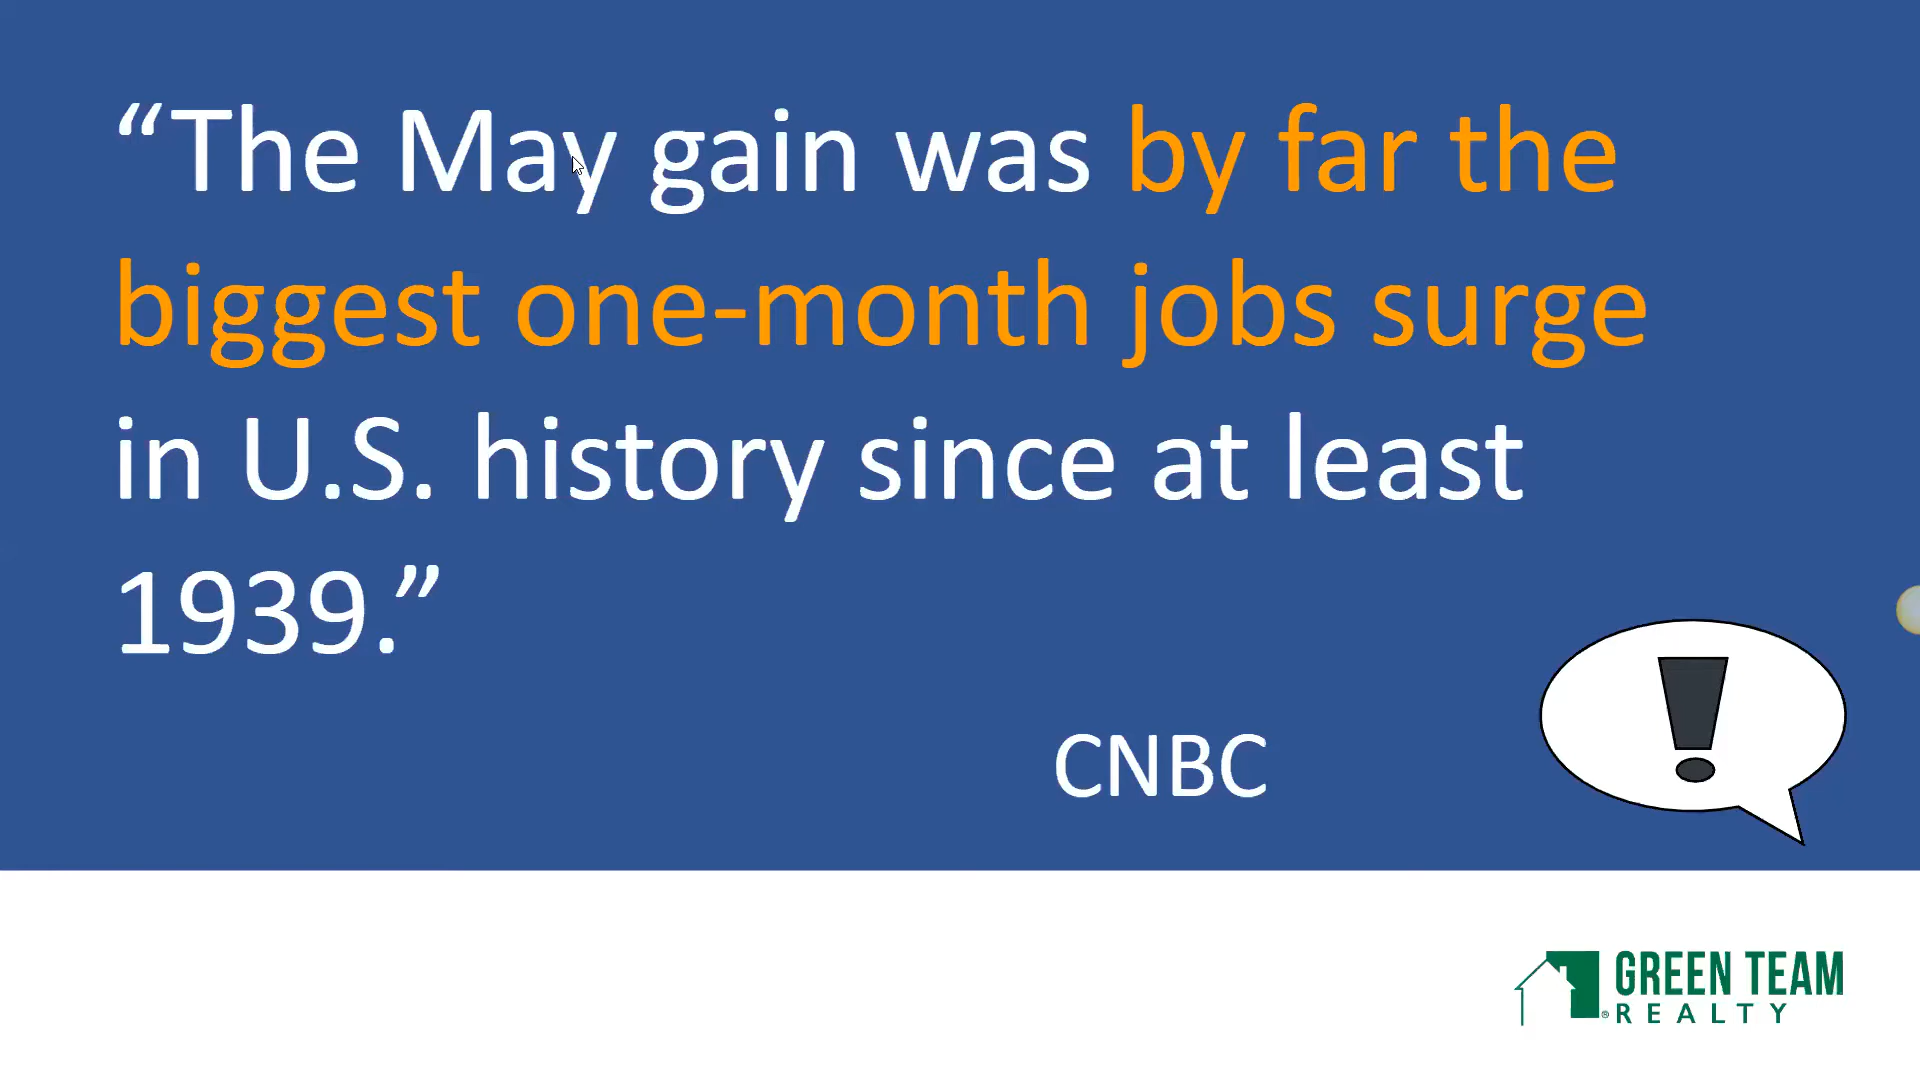 “The May gain was by far the
biggest one-month jobs surge
in U.S. history since at least
1939.”
CNBC
!
GREEN TEAM
® REALTY